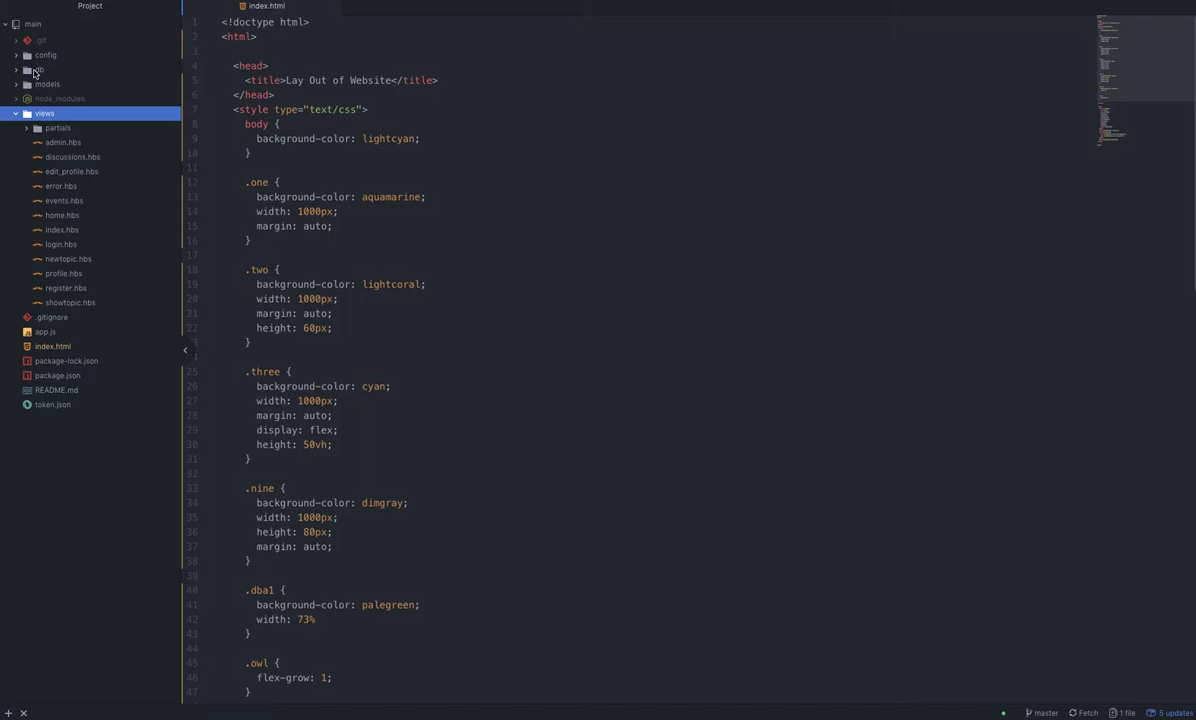 Project
index.html
main
.git
config
db
models
node_modules
views
partials
admin.hbs
discussions.hbs
edit_profile.hbs
error.hbs
events.hbs
home.hbs
index.hbs
login.hbs
newtopic.hbs
profile.hbs
register.hbs
showtopic.hbs
.gitignore
app.js
index.html
package-lock.json
package.json
README.md
token.json
1 <!doctype html>
2 <html>
3
4 <head>
5 <title>Lay Out of Website</title>
6 </head>
7 <style type="text/css">
8 body {
9 background-color: lightcyan;
10 }
11
12 .one {
13 background-color: aquamarine;
14 width: 1000px;
15 margin: auto;
16 }
17
18 .two {
19 background-color: lightcoral;
20 width: 1000px;
21 margin: auto;
22 height: 60px;
23 }
24
25 .three {
26 background-color: cyan;
27 width: 1000px;
28 margin: auto;
29 display: flex;
30 height: 50vh;
31 }
32
33 .nine {
34 background-color: dimgray;
35 width: 1000px;
36 height: 80px;
37 margin: auto;
38 }
39
40 .dba1 {
41 background-color: palegreen;
42 width: 73%
43 }
44
45 .owl {
46 flex-grow: 1;
47 }
master Fetch 1 file 5 updates